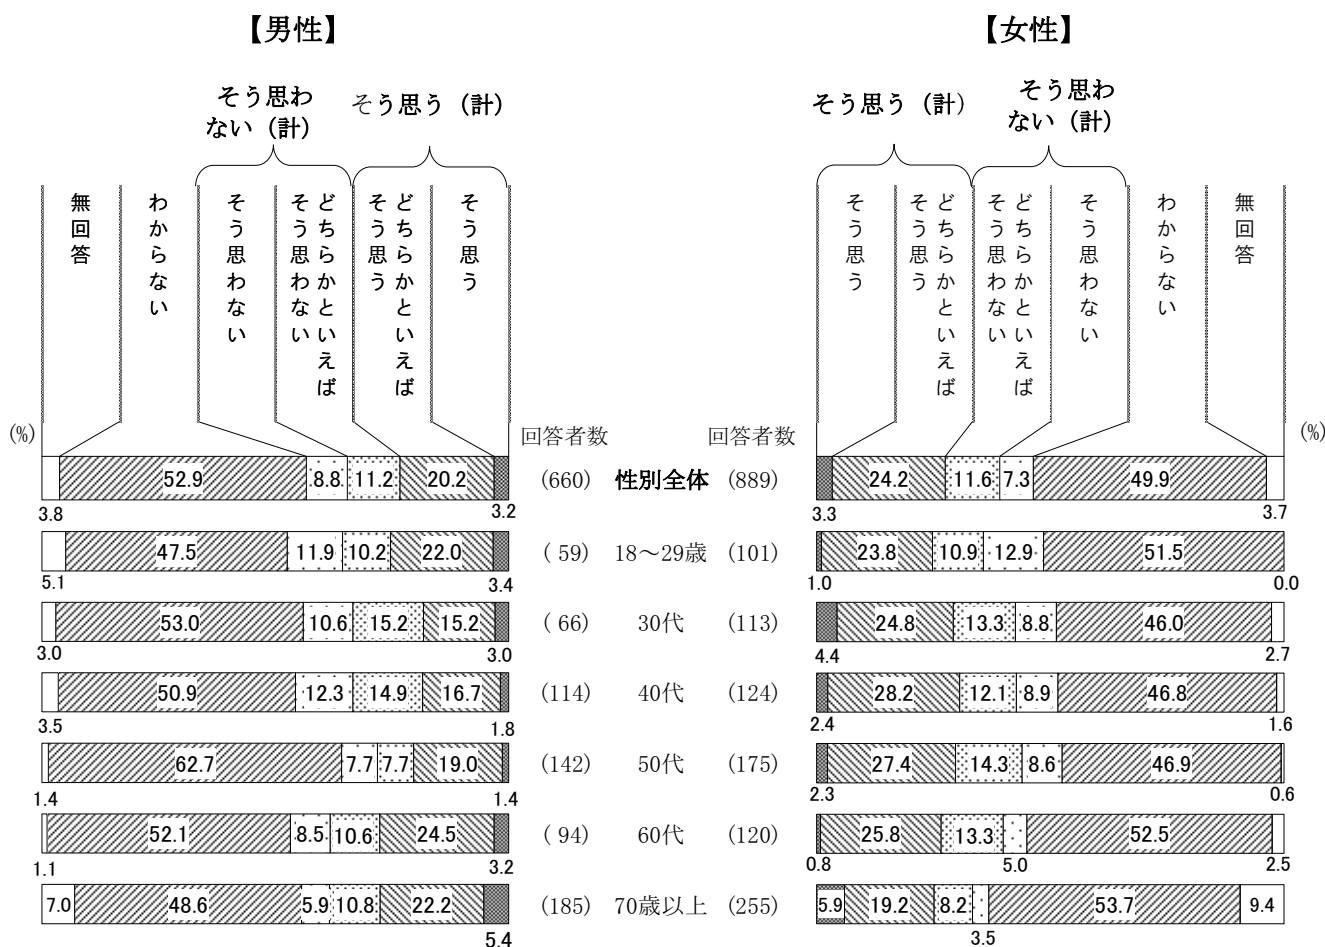 【男性】 【女性】
そう思わ
ない（計）
そう思う（計）
そう思う（計）
そう思わ
ない（計）
無回答
わからない
そう思わない
どちらかといえば
そう思わない
どちらかといえば
そう思う
そう思う
そう思う
どちらかといえば
そう思う
どちらかといえば
そう思わない
そう思わない
わからない
無回答
(%) 回答者数 回答者数 (%)
52.9 8.8 11.2 20.2 (660) 性別全体 (889) 24.2 11.6 7.3 49.9
3.8 3.2 3.3 3.7
47.5 11.9 10.2 22.0 ( 59) 18～29歳 (101) 23.8 10.9 12.9 51.5
5.1 3.4 1.0 0.0
53.0 10.6 15.2 15.2 ( 66) 30代 (113) 24.8 13.3 8.8 46.0
3.0 3.0 4.4 2.7
50.9 12.3 14.9 16.7 (114) 40代 (124) 28.2 12.1 8.9 46.8
3.5 1.8 2.4 1.6
62.7 7.7 7.7 19.0 (142) 50代 (175) 27.4 14.3 8.6 46.9
1.4 1.4 2.3 0.6
52.1 8.5 10.6 24.5 ( 94) 60代 (120) 25.8 13.3 52.5
1.1 3.2 0.8 5.0 2.5
7.0 48.6 5.9 10.8 22.2 (185) 70歳以上 (255) 5.9 19.2 8.2 53.7 9.4
5.4 3.5